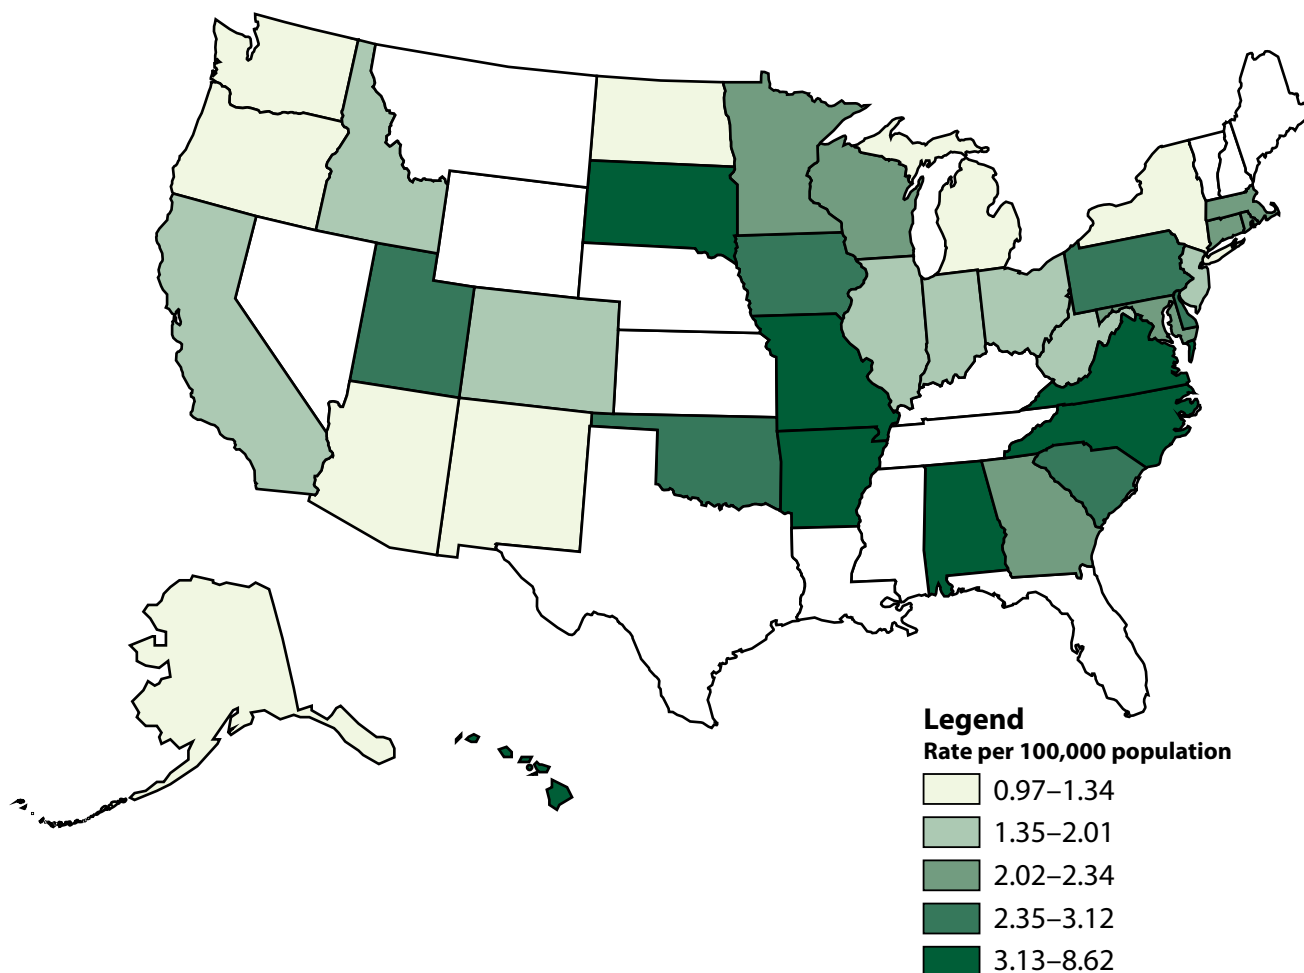 Legend
Rate per 100,000 population
0.97–1.34
1.35–2.01
2.02–2.34
2.35–3.12
3.13–8.62